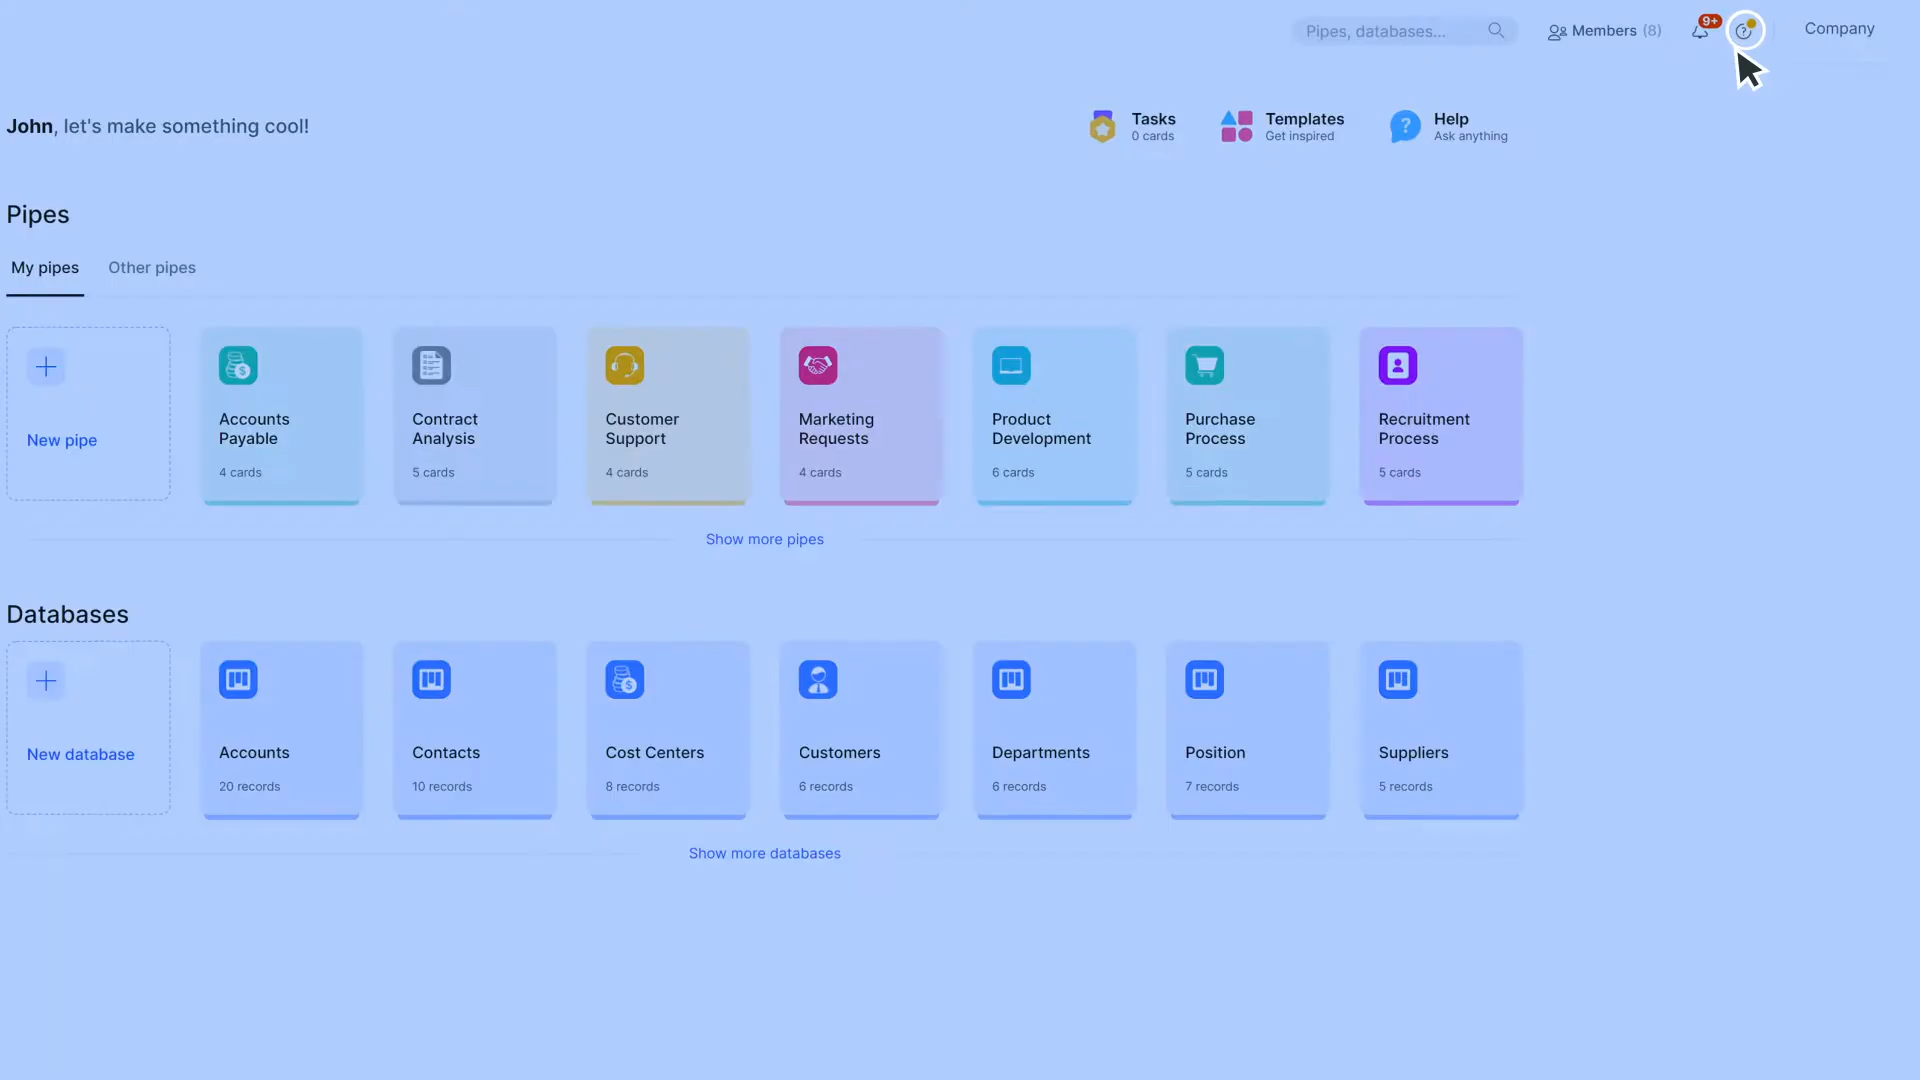 Pipes, databases...
Members (8)
9+
Company
John, let's make something cool!
Tasks
0 cards
Templates
Get inspired
Help
Ask anything
Pipes
My pipes
Other pipes
New pipe
Accounts
Payable
4 cards
Contract
Analysis
5 cards
Customer
Support
4 cards
Marketing
Requests
4 cards
Product
Development
6 cards
Purchase
Process
5 cards
Recruitment
Process
5 cards
Show more pipes
Databases
New database
Accounts
20 records
Contacts
10 records
Cost Centers
8 records
Customers
6 records
Departments
6 records
Position
7 records
Suppliers
5 records
Show more databases